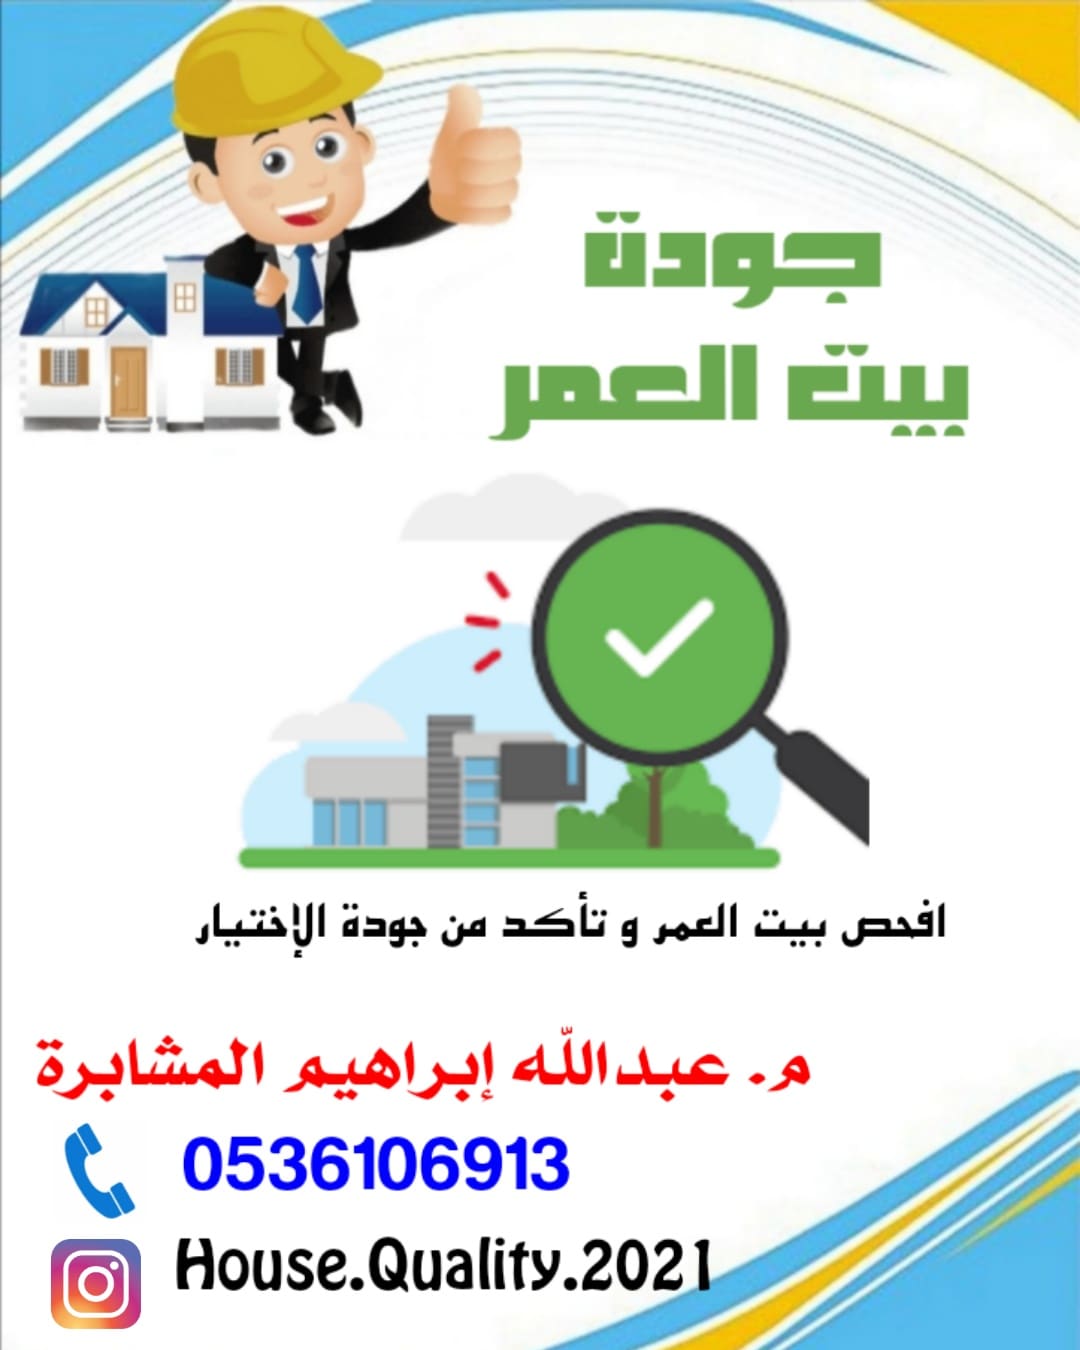 جودة
بيت العمر
افحص بيت العمر و تأكد من جودة الإختيار
م. عبدالله إبراهيم المشابرة
0536106913
House.Quality.2021